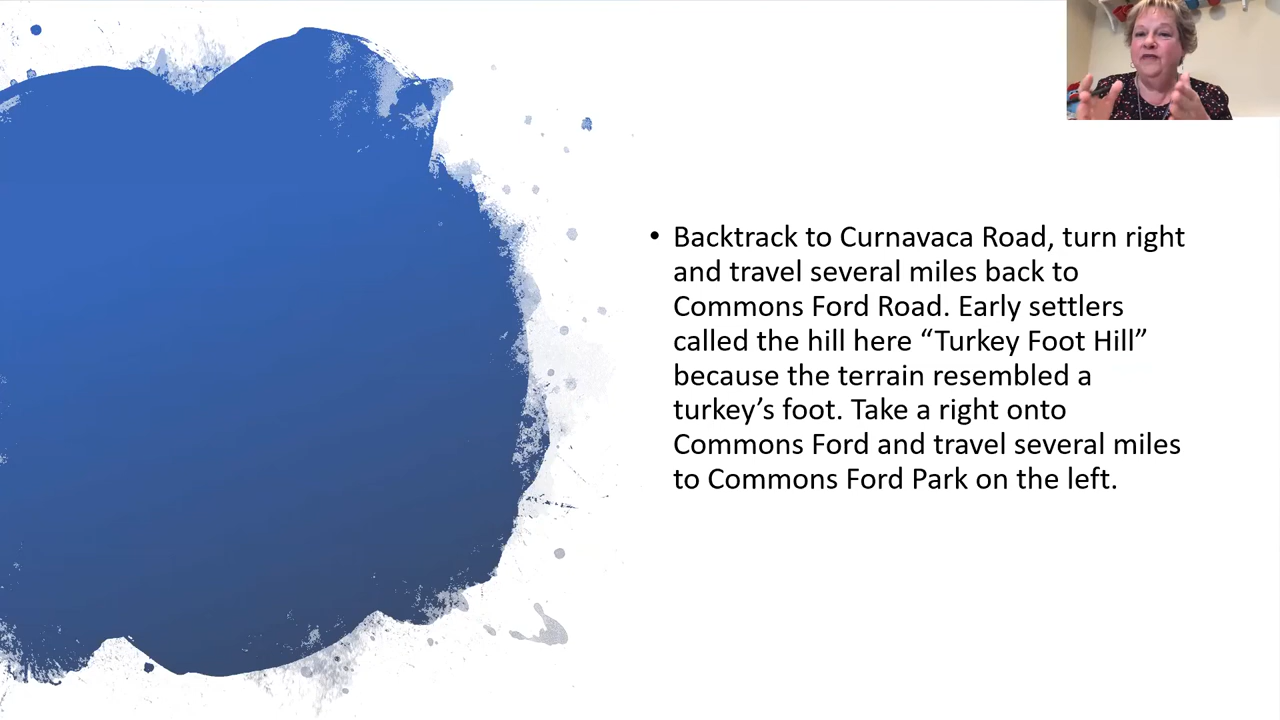 • Backtrack to Curnavaca Road, turn right
and travel several miles back to
Commons Ford Road. Early settlers
called the hill here “Turkey Foot Hill”
because the terrain resembled a
turkey’s foot. Take a right onto
Commons Ford and travel several miles
to Commons Ford Park on the left.